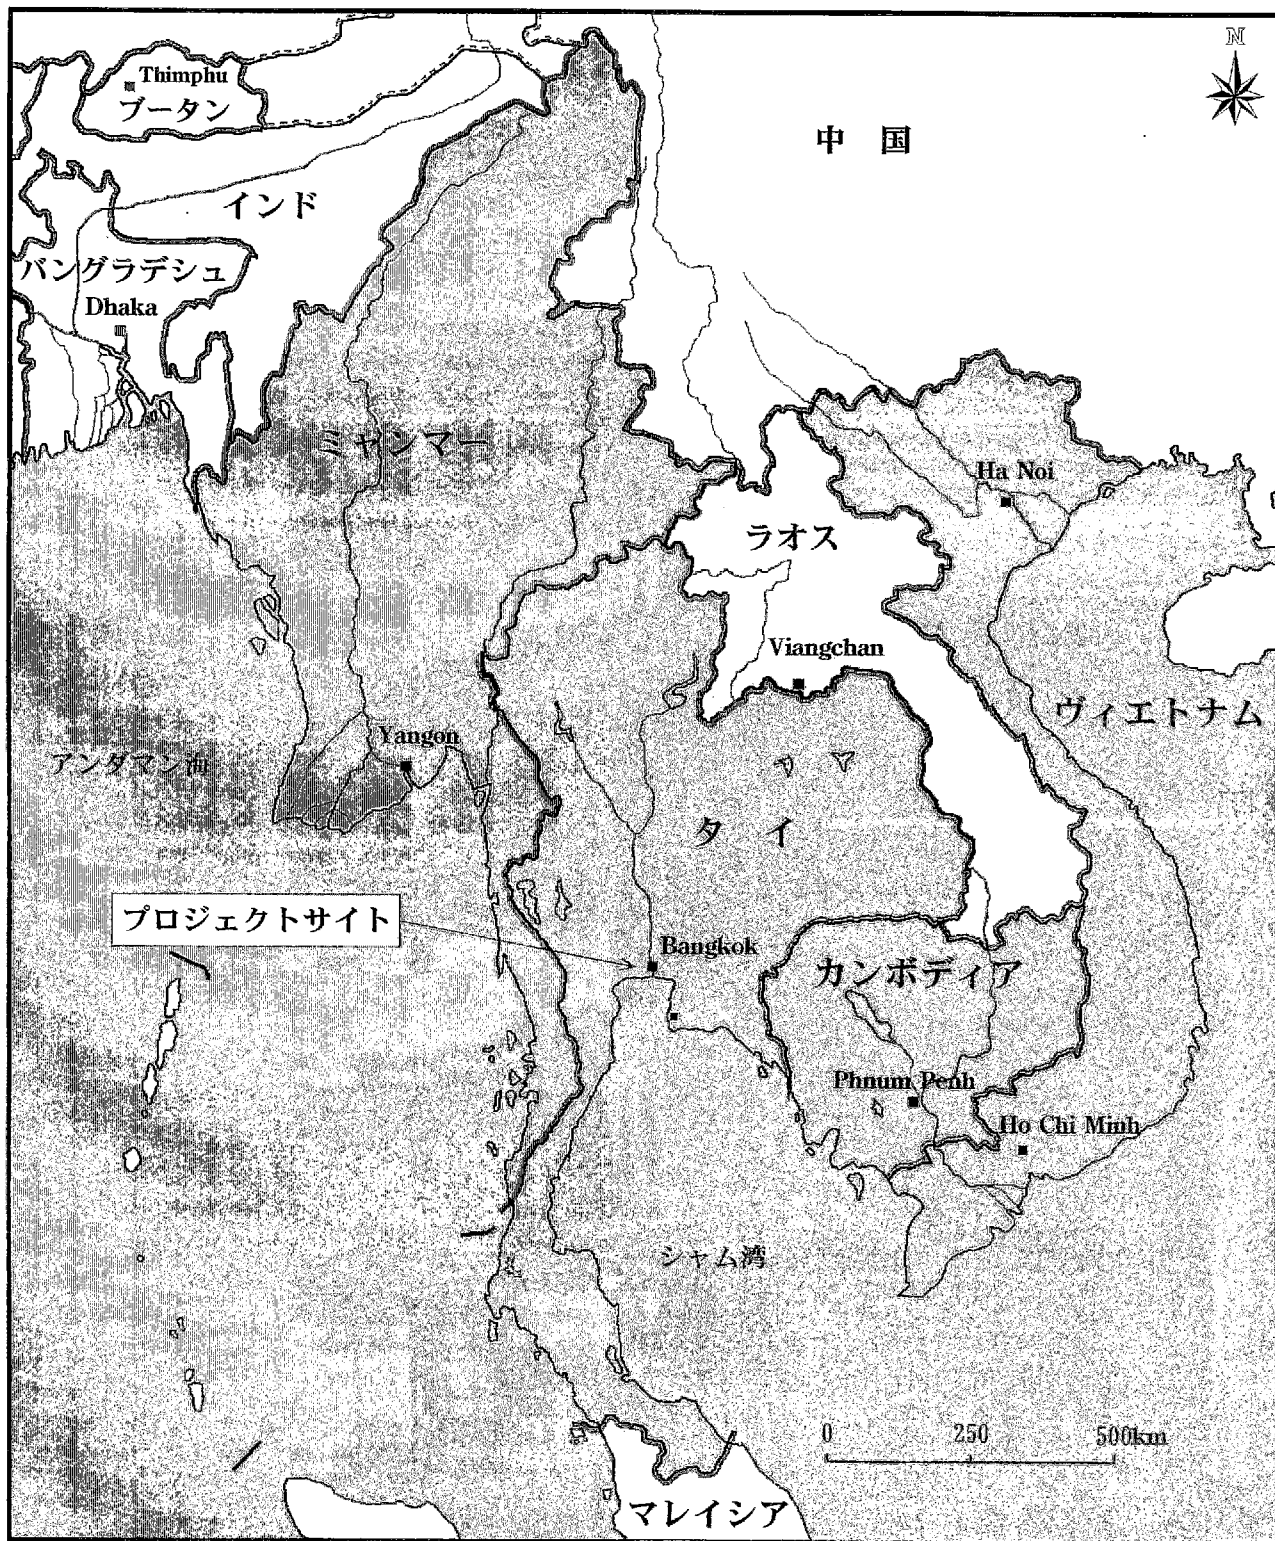 N
Thimphu
ブータン
中 国
インド
バングラデシュ
Dhaka
ミャンマー
Ha Noi
ラオス
Viangchan
ヴィエトナム
Yangon
アンダマン海
タ イ
プロジェクトサイト
Bangkok
カンボディア
Phnum Penh
Ho Chi Minh
シャム湾
0 250 500km
マレイシア